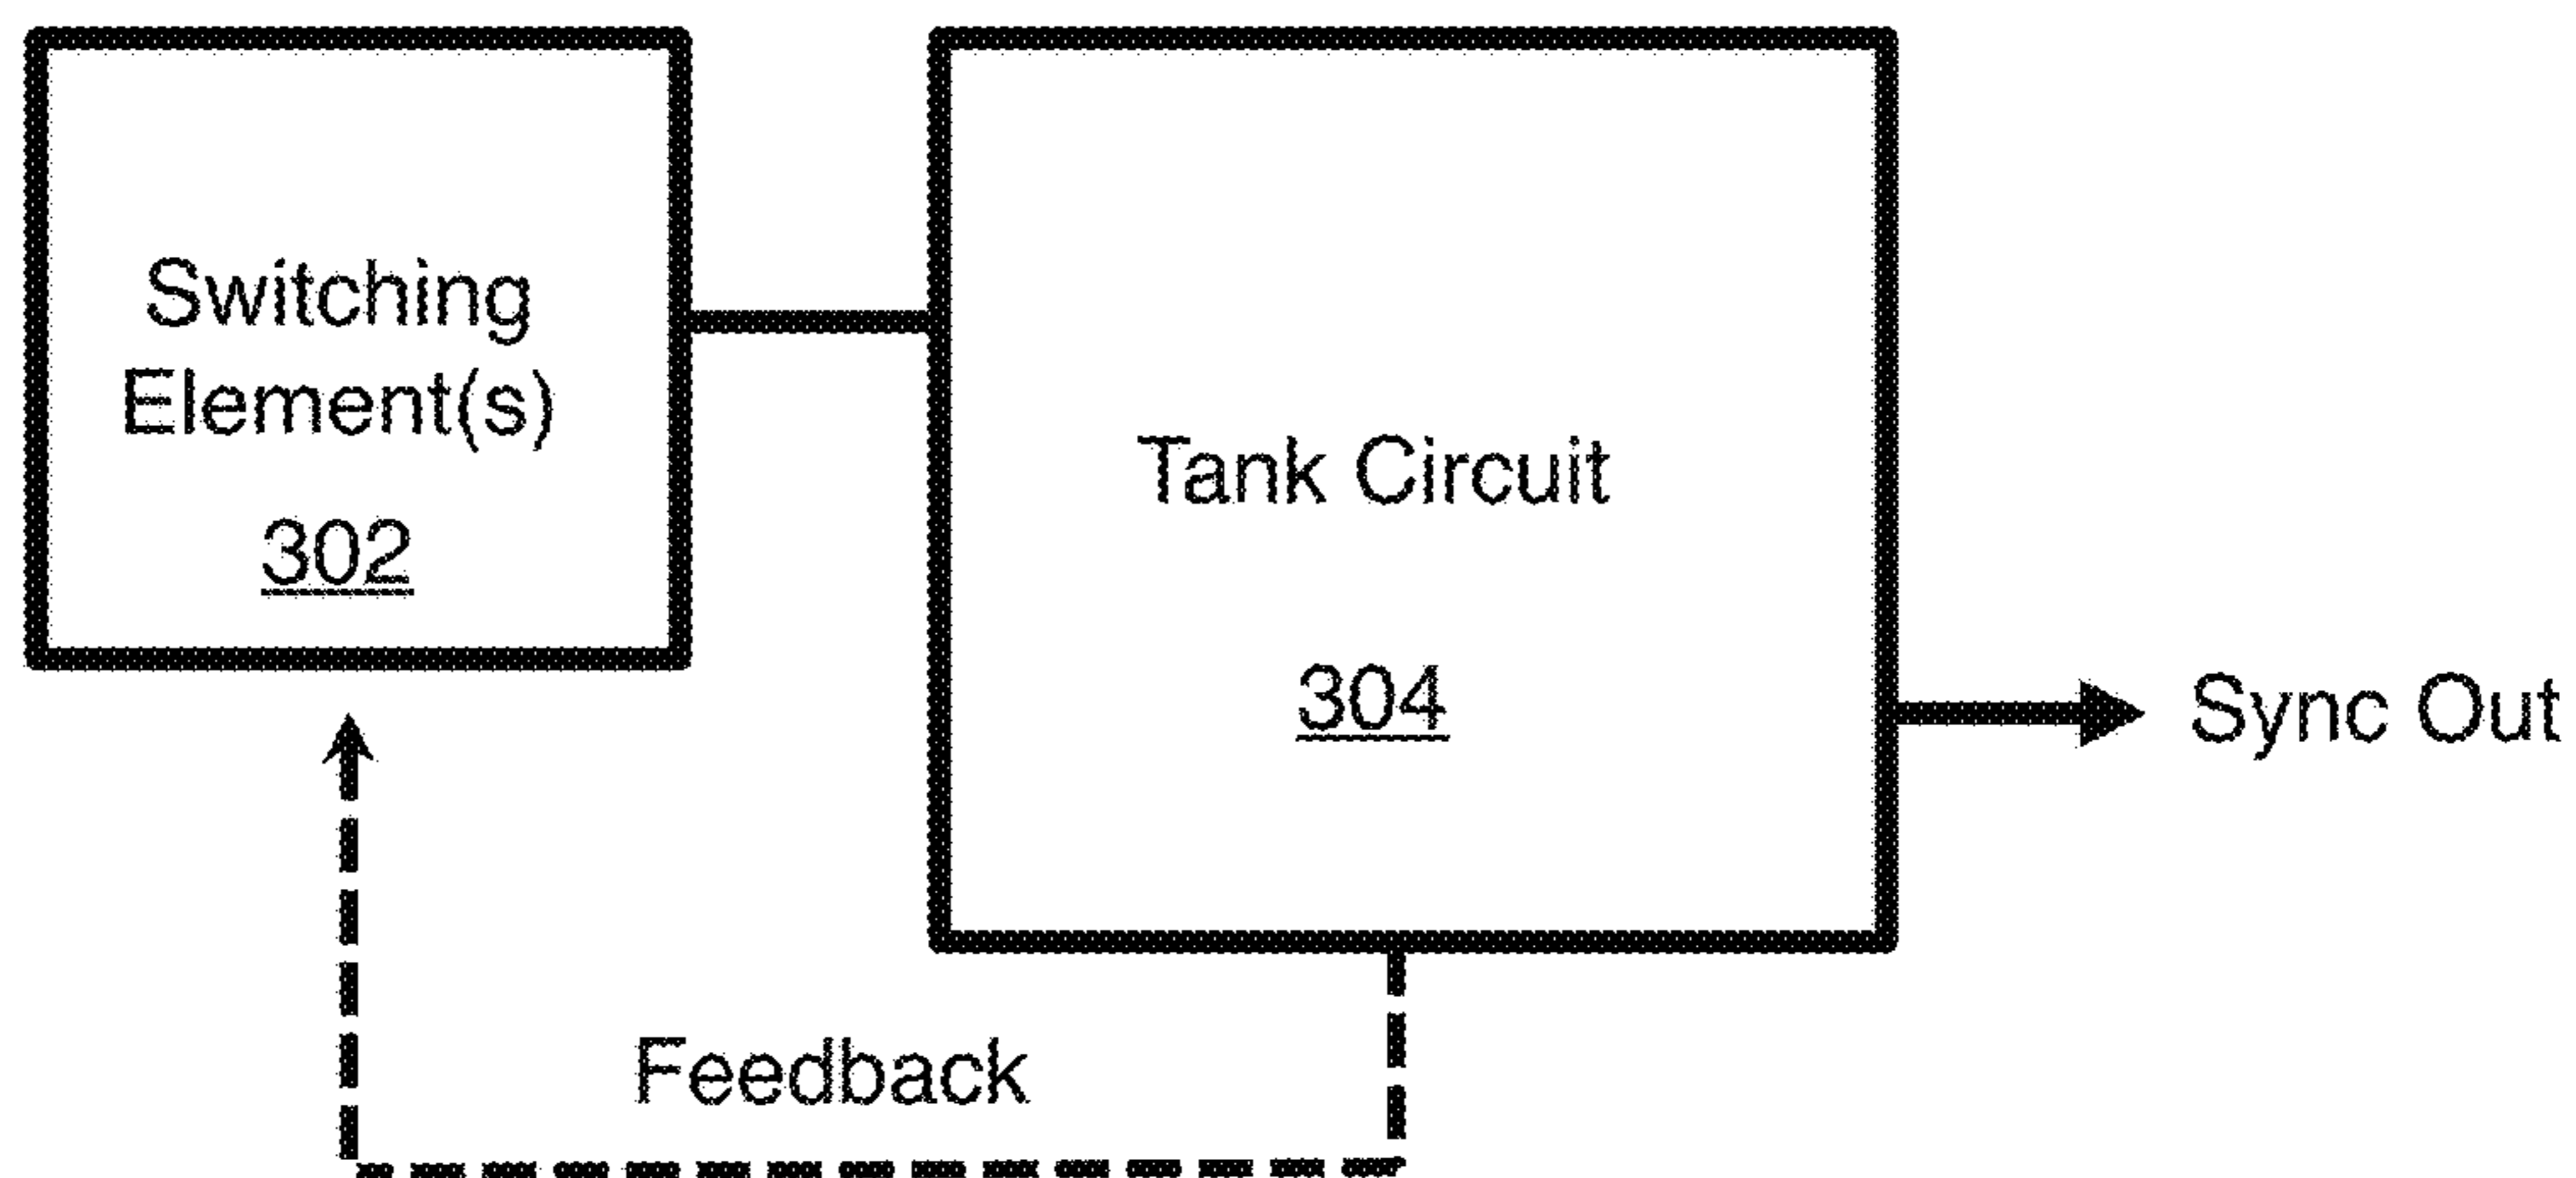 Switching
Element(s)
302
Tank Circuit
304
Sync Out
Feedback